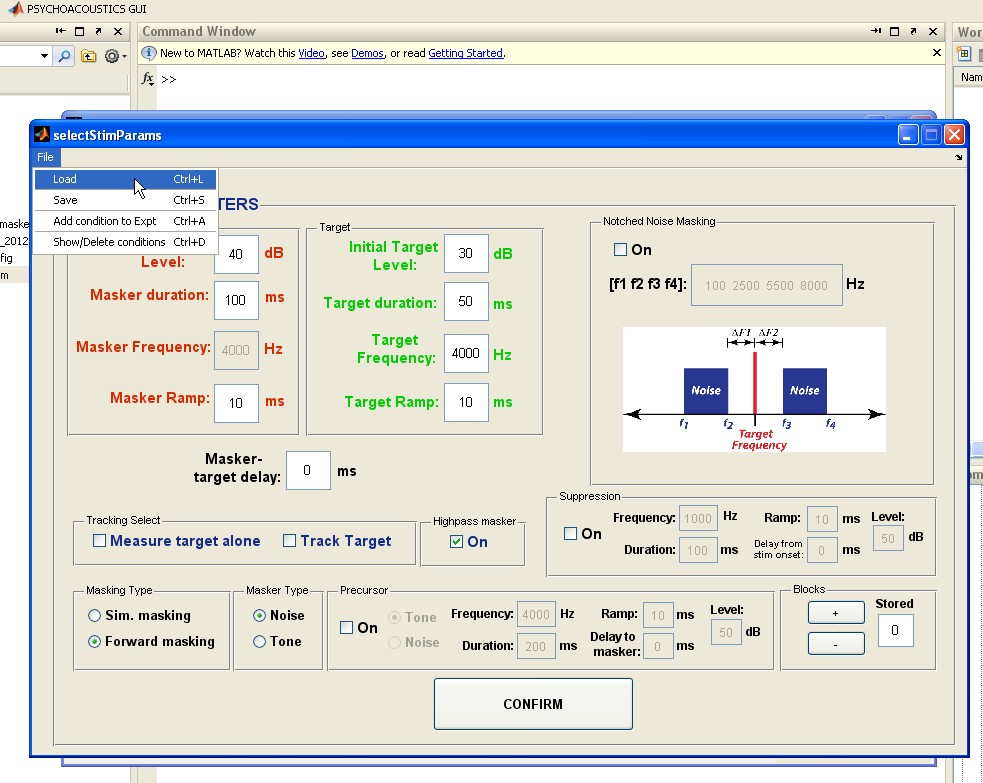 PSYCHOACOUSTICS GUI
Command Window
Wor
New to MATLAB? Watch this Video, see Demos, or read Getting Started.
Nam
fx >>
selectStimParams
File
Load Ctrl+L
Save Ctrl+S
Add condition to Expt Ctrl+A
Show/Delete conditions Ctrl+D
TERS
maske
_2012
fig
m
Level: 40 dB
Masker duration: 100 ms
Masker Frequency: 4000 Hz
Masker Ramp: 10 ms
Target
Initial Target
Level: 30 dB
Target duration: 50 ms
Target
Frequency: 4000 Hz
Target Ramp: 10 ms
Masker-
target delay: 0 ms
Notched Noise Masking
On
[f1 f2 f3 f4]: 100 2500 5500 8000 Hz
ΔF1 ΔF2
Noise Noise
f1 f2 f3 f4
Target
Frequency
Tracking Select
Measure target alone Track Target
Highpass masker
On
Suppression
On
Frequency: 1000 Hz Ramp: 10 ms Level:
Duration: 100 ms Delay from
stim onset: 0 ms 50 dB
Masking Type
Sim. masking
Forward masking
Masker Type
Noise
Tone
Precursor
On
Tone
Noise
Frequency: 4000 Hz Ramp: 10 ms Level:
Duration: 200 ms Delay to
masker: 0 ms 50 dB
Blocks
+ Stored
- 0
CONFIRM